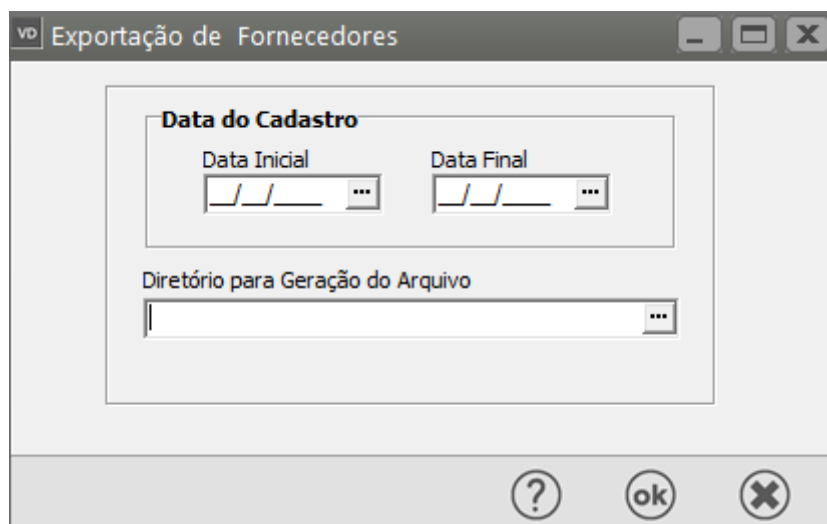 VD Exportação de Fornecedores
Data do Cadastro
Data Inicial Data Final
__/__/____ ... __/__/____ ...
Diretório para Geração do Arquivo
...
? ok